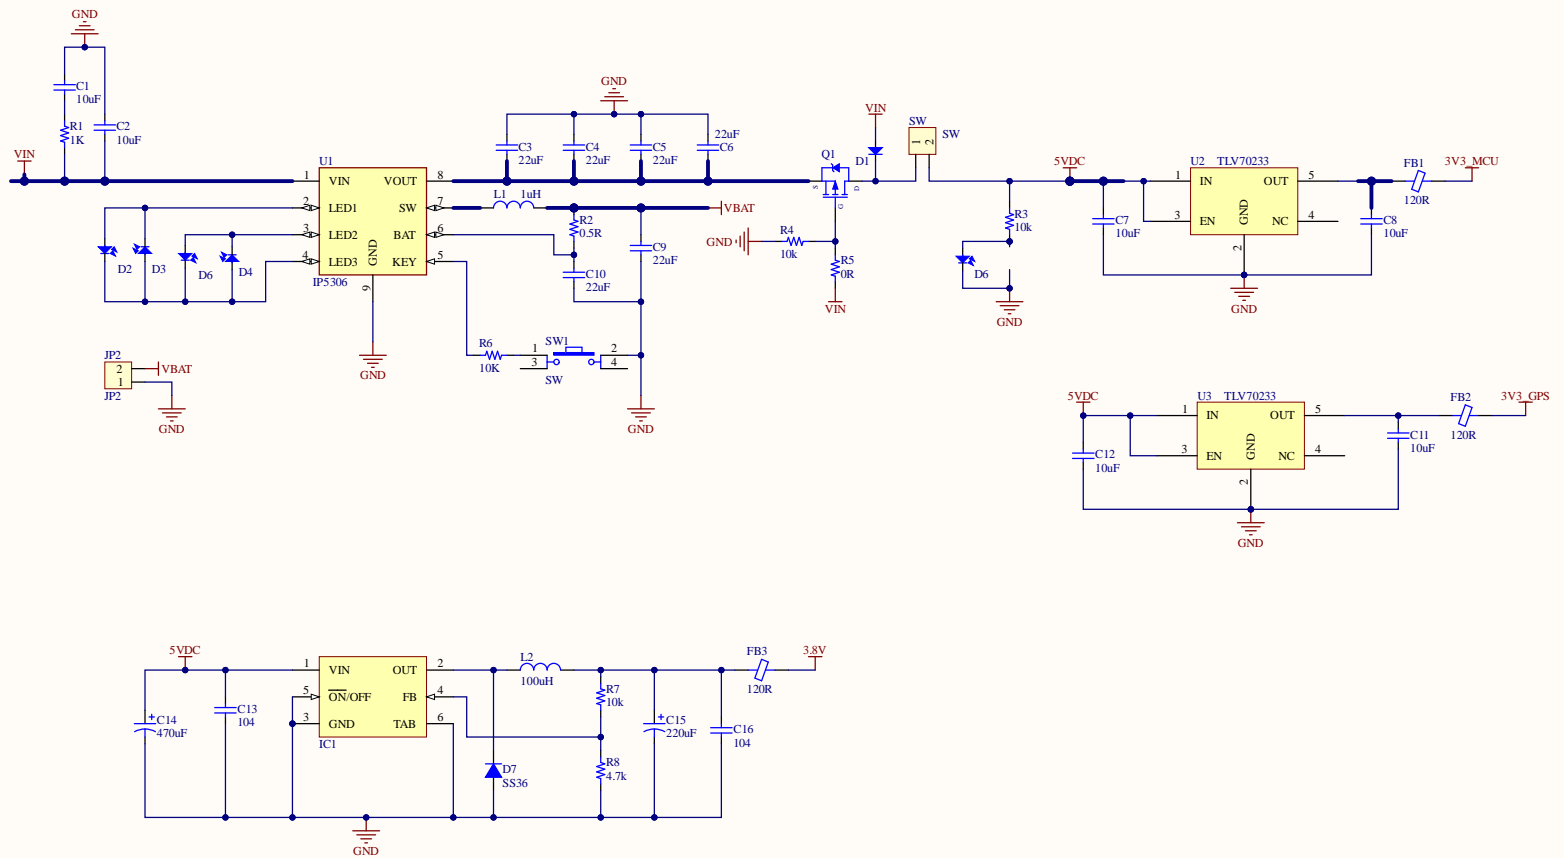 GND
C1
10uF
R1
1K
C2
10uF
VIN
U1
1 VIN VOUT 8
2 LED1 SW 7
3 LED2 BAT 6
4 LED3 KEY 5
GND
9
IP5306
GND
D2
D3
D6
D4
JP2
2
1
VBAT
JP2
GND
GND
C3
22uF
C4
22uF
C5
22uF
22uF
C6
L1 1uH
VBAT
R2
0.5R
C9
22uF
C10
22uF
R6
10K
SW1
1 2
3 4
SW
GND
Q1
S
D
G
VIN
D1
SW
1 2
SW
GND
R4
10k
R5
0R
VIN
R3
10k
D6
GND
5VDC
C7
10uF
U2 TLV70233
1 IN OUT 5
3 EN NC 4
GND
2
GND
C8
10uF
FB1
120R
3V3_MCU
5VDC
C12
10uF
U3 TLV70233
1 IN OUT 5
3 EN NC 4
GND
2
GND
C11
10uF
FB2
120R
3V3_GPS
5VDC
C14
470uF
C13
104
1 VIN OUT 2
5 ON/OFF FB 4
3 GND TAB 6
IC1
GND
L2
100uH
D7
SS36
R7
10k
R8
4.7k
C15
220uF
C16
104
FB3
120R
3.8V